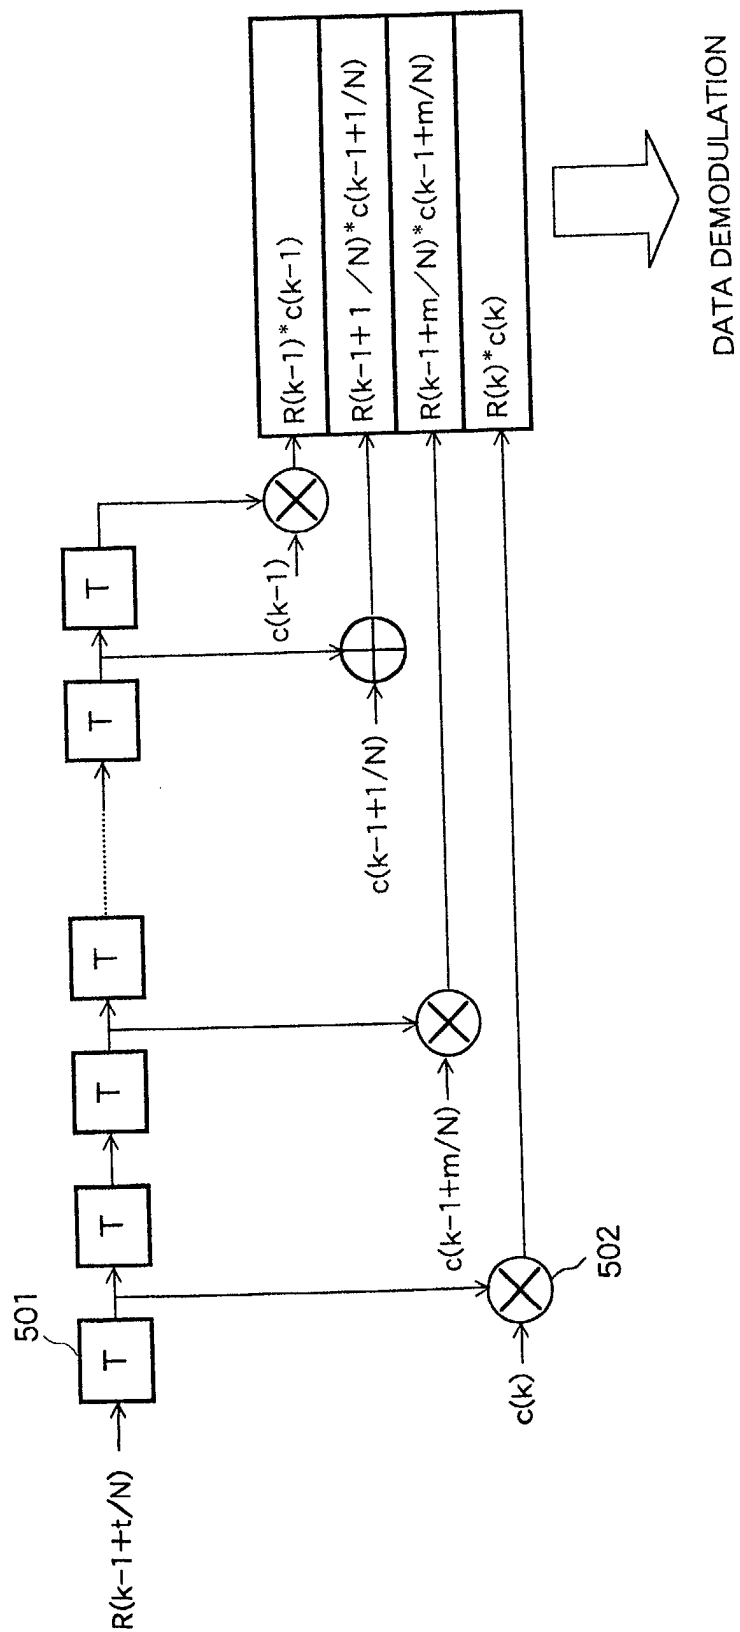 R(k-1+t/N)
501
T
T
T
T
T
T
c(k)
502
c(k-1+m/N)
c(k-1+1/N)
c(k-1)
R(k-1)*c(k-1)
R(k-1+1/N)*c(k-1+1/N)
R(k-1+m/N)*c(k-1+m/N)
R(k)*c(k)
DATA DEMODULATION